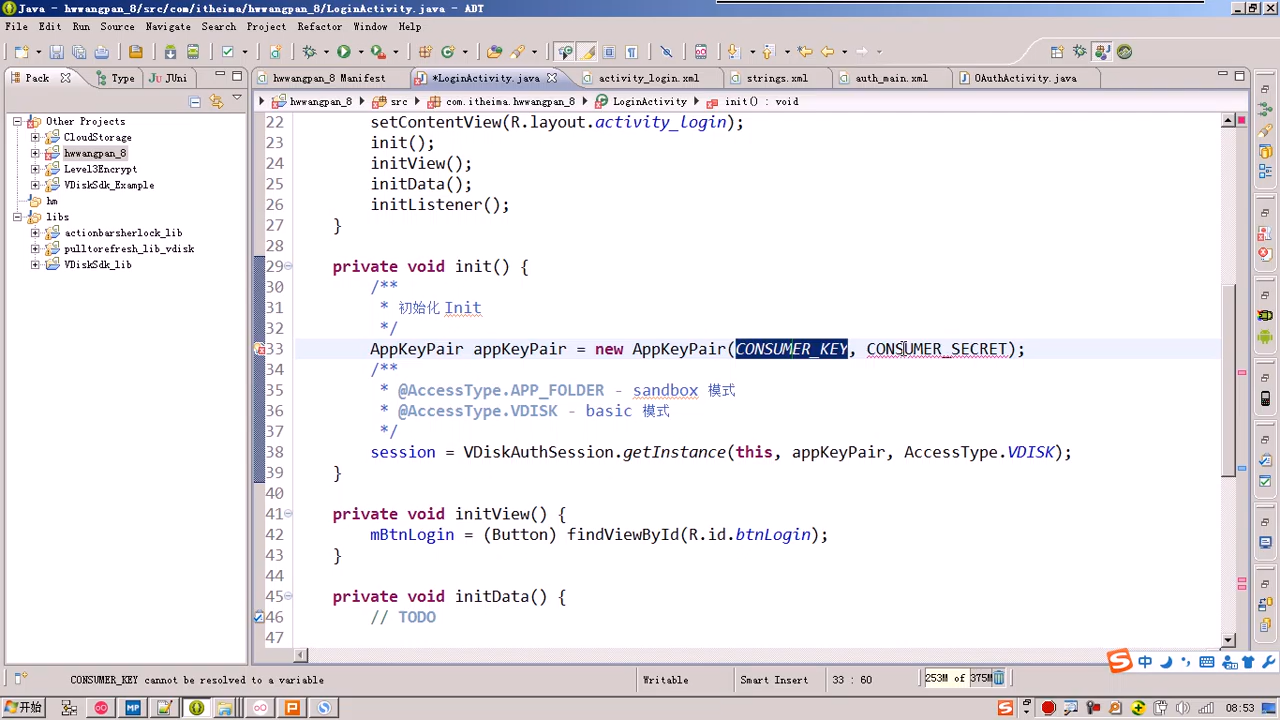 Java - hwwangpan_8/src/com/itheima/hwwangpan_8/LoginActivity.java - ADT
File Edit Run Source Navigate Search Project Refactor Window Help
Pack Type JUni
hwwangpan_8 Manifest *LoginActivity.java activity_login.xml strings.xml auth_main.xml OAuthActivity.java
hwwangpan_8 src com.itheima.hwwangpan_8 LoginActivity init() : void
Other Projects
CloudStorage
hwwangpan_8
Level3Encrypt
VDiskSdk_Example
hm
libs
actionbarsherlock_lib
pulltorefresh_lib_vdisk
VDiskSdk_lib
22 setContentView(R.layout.activity_login);
23 init();
24 initView();
25 initData();
26 initListener();
27 }
28
29 private void init() {
30 /**
31 * 初始化 Init
32 */
33 AppKeyPair appKeyPair = new AppKeyPair(CONSUMER_KEY, CONSUMER_SECRET);
34 /**
35 * @AccessType.APP_FOLDER - sandbox 模式
36 * @AccessType.VDISK - basic 模式
37 */
38 session = VDiskAuthSession.getInstance(this, appKeyPair, AccessType.VDISK);
39 }
40
41 private void initView() {
42 mBtnLogin = (Button) findViewById(R.id.btnLogin);
43 }
44
45 private void initData() {
46 // TODO
47
中
CONSUMER_KEY cannot be resolved to a variable Writable Smart Insert 33 : 60 253M of 375M
开始 08:53